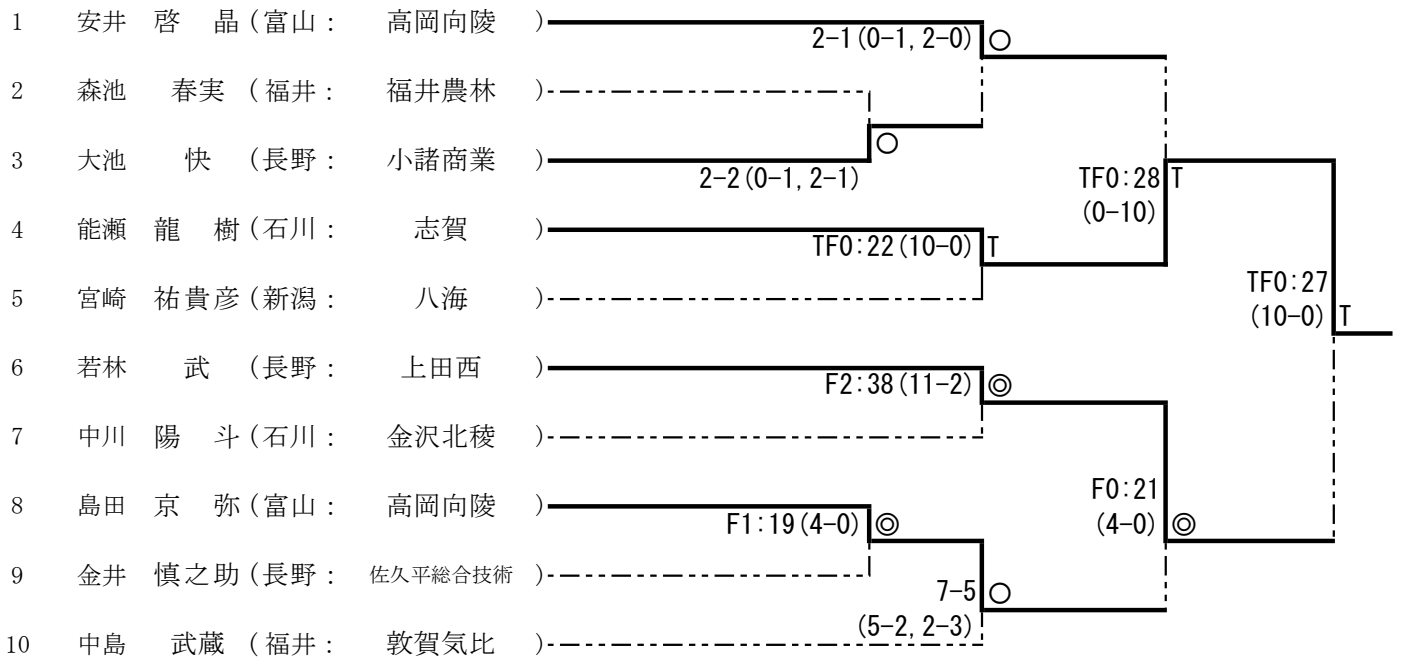 1 安井 啓 晶(富山: 高岡向陵 )
2-1(0-1,2-0) ○
2 森池 春実 (福井: 福井農林 )
○
3 大池 快 (長野: 小諸商業 )
2-2(0-1,2-1)
TF0:28 T
(0-10)
4 能瀬 龍 樹(石川: 志賀 )
TF0:22(10-0) T
5 宮崎 祐貴彦(新潟: 八海 )
TF0:27
(10-0) T
6 若林 武 (長野: 上田西 )
F2:38(11-2) ◎
7 中川 陽 斗(石川: 金沢北稜 )
8 島田 京 弥(富山: 高岡向陵 )
F1:19(4-0) ◎
F0:21
(4-0) ◎
9 金井 慎之助(長野: 佐久平総合技術 )
7-5 ○
(5-2,2-3)
10 中島 武蔵 (福井: 敦賀気比 )